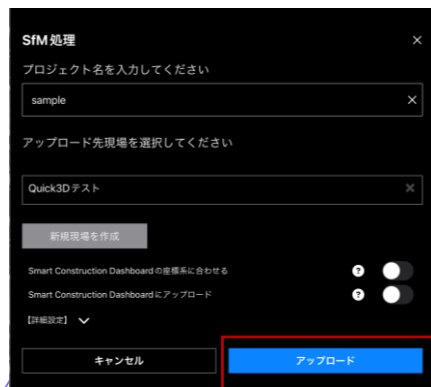 SfM処理
プロジェクト名を入力してください
sample
アップロード先現場を選択してください
Quick3Dテスト
新規現場を作成
Smart Construction Dashboardの座標系に合わせる
Smart Construction Dashboardにアップロード
【詳細設定】
キャンセル
アップロード